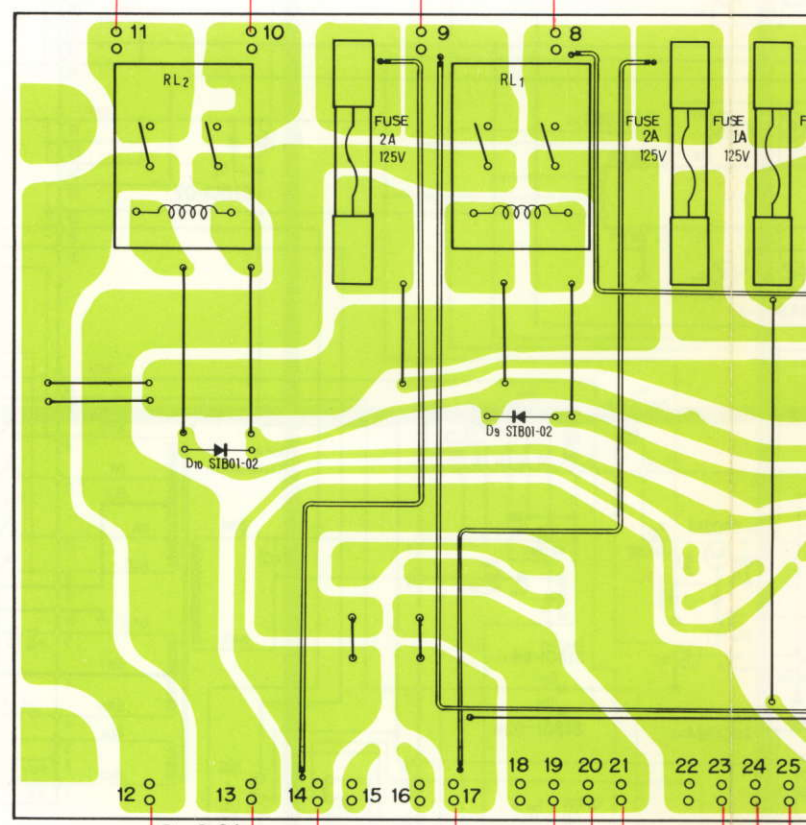 11
10
9
8
RL2
RL1
FUSE
2A
125V
FUSE
2A
125V
FUSE
1A
125V
F
D9 SIB01-02
D10 SIB01-02
12
13
14
15
16
17
18
19
20
21
22
23
24
25